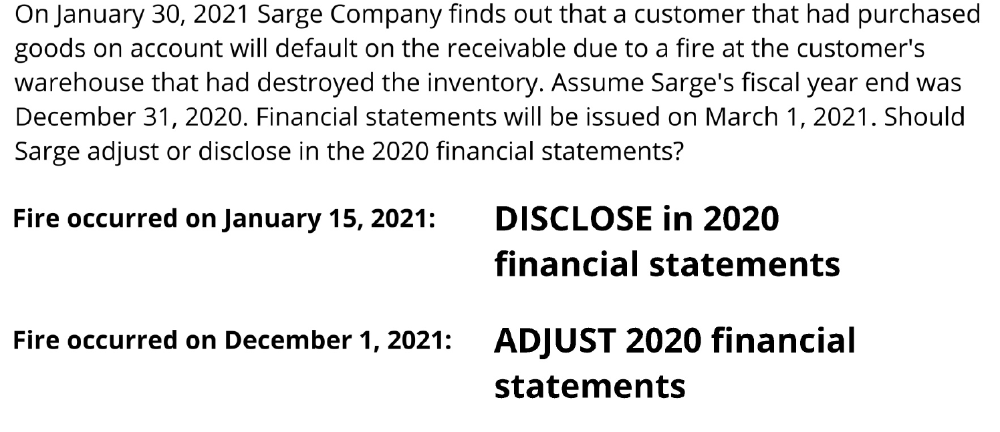 On January 30, 2021 Sarge Company finds out that a customer that had purchased
goods on account will default on the receivable due to a fire at the customer's
warehouse that had destroyed the inventory. Assume Sarge's fiscal year end was
December 31, 2020. Financial statements will be issued on March 1, 2021. Should
Sarge adjust or disclose in the 2020 financial statements?
Fire occurred on January 15, 2021:
DISCLOSE in 2020
financial statements
Fire occurred on December 1, 2021:
ADJUST 2020 financial
statements